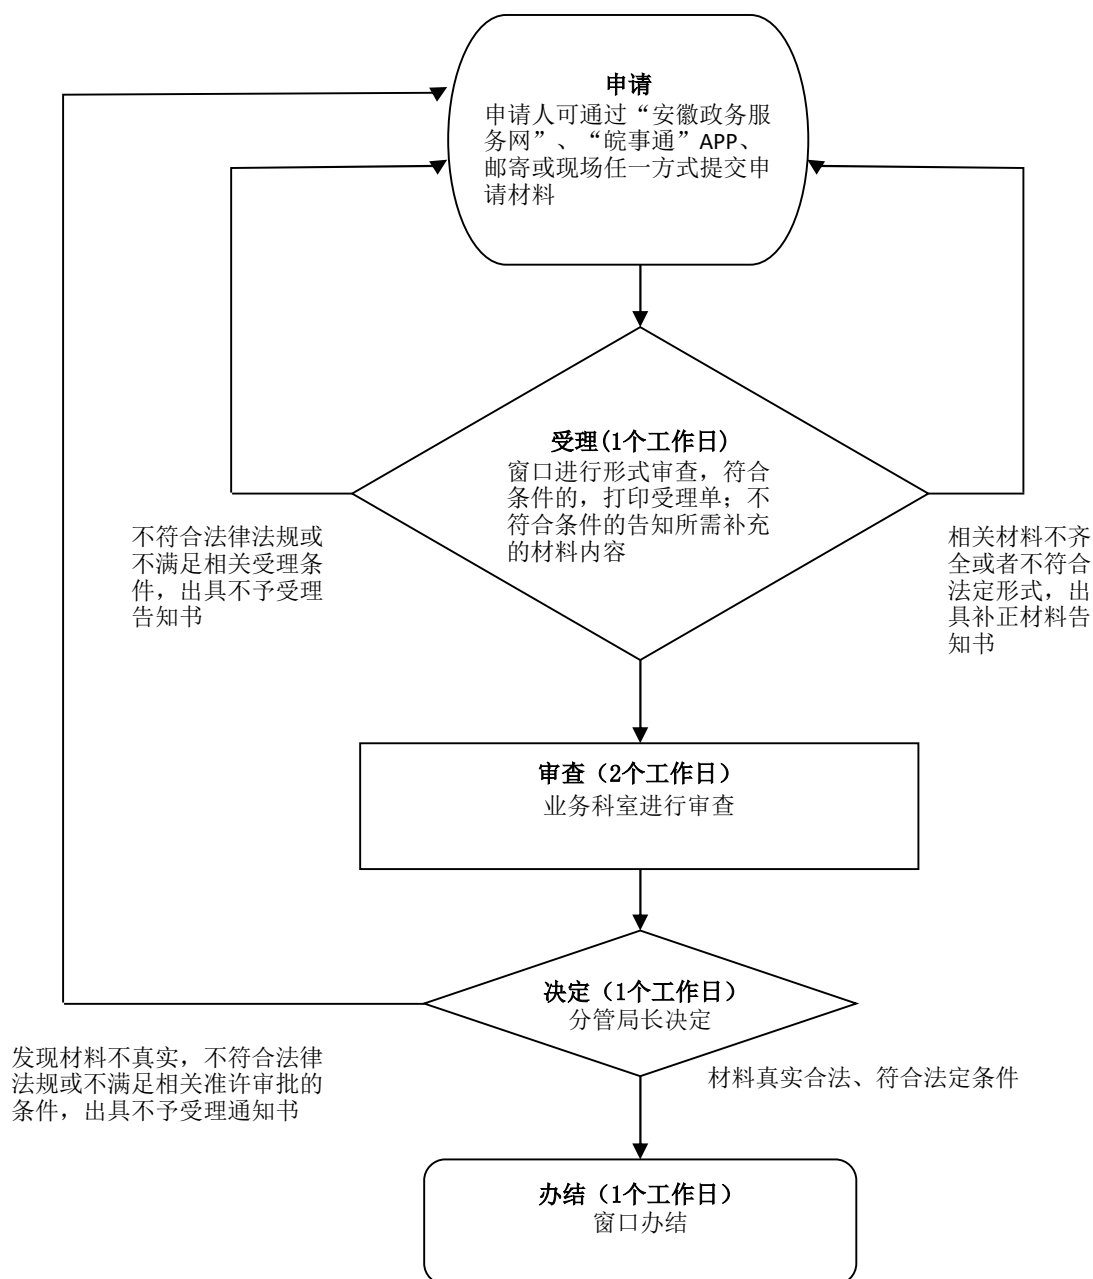 申请
申请人可通过“安徽政务服
务网”、“皖事通”APP、
邮寄或现场任一方式提交申
请材料
受理(1个工作日)
窗口进行形式审查，符合
条件的，打印受理单；不
符合条件的告知所需补充
的材料内容
不符合法律法规或
不满足相关受理条
件，出具不予受理
告知书
相关材料不齐
全或者不符合
法定形式，出
具补正材料告
知书
审查（2个工作日）
业务科室进行审查
决定（1个工作日）
分管局长决定
发现材料不真实，不符合法律
法规或不满足相关准许审批的
条件，出具不予受理通知书
材料真实合法、符合法定条件
办结（1个工作日）
窗口办结